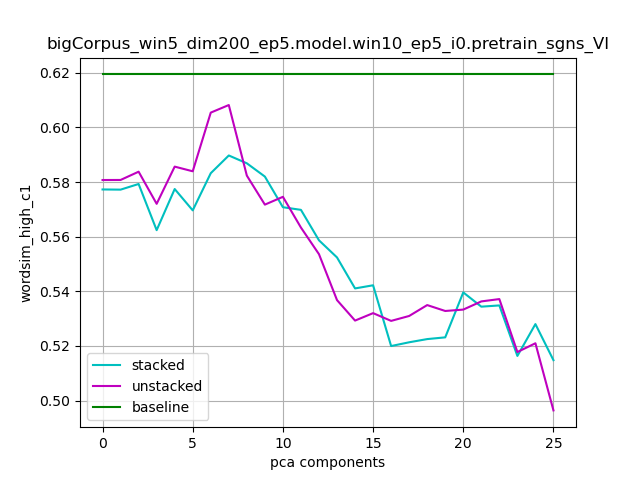 bigCorpus_win5_dim200_ep5.model.win10_ep5_i0.pretrain_sgns_VI
0.62
0.60
0.58
0.56
0.54
0.52
0.50
wordsim_high_c1
stacked
unstacked
baseline
0 5 10 15 20 25
pca components